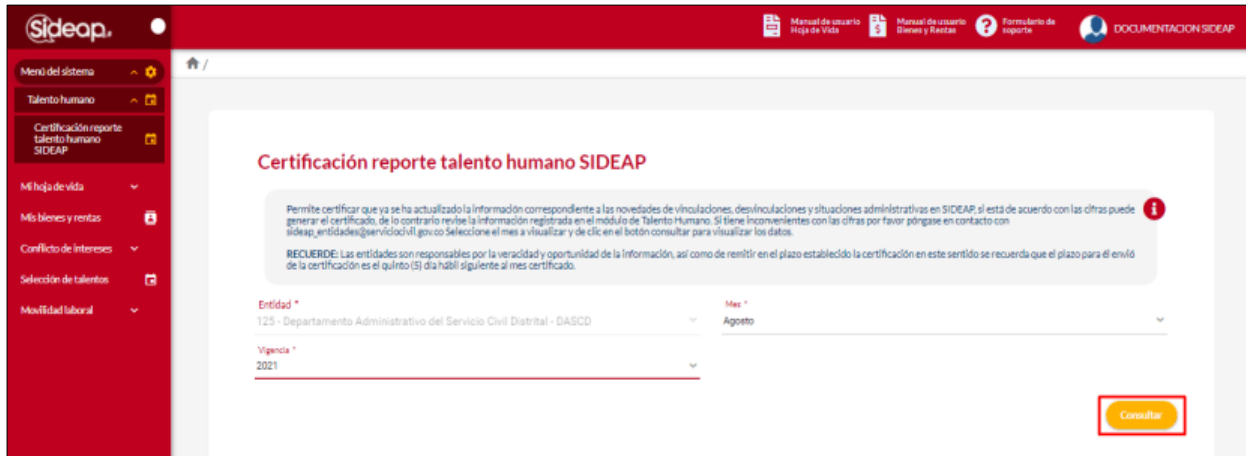 Sideap.
Manual de usuario
Hoja de Vida
Manual de usuario
Bienes y Rentas
Formulario de
soporte
DOCUMENTACION SIDEAP
Menú del sistema
/
Talento humano
Certificación reporte
talento humano
SIDEAP
Mi hoja de vida
Mis bienes y rentas
Conflicto de intereses
Selección de talentos
Movilidad laboral
Certificación reporte talento humano SIDEAP
Permite certificar que ya se ha actualizado la información correspondiente a las novedades de vinculaciones, desvinculaciones y situaciones administrativas en SIDEAP, si está de acuerdo con las cifras puede
generar el certificado, de lo contrario revise la información registrada en el módulo de Talento Humano. Si tiene inconvenientes con las cifras por favor póngase en contacto con
sideap_entidades@serviciocivil.gov.co Seleccione el mes a visualizar y de clic en el botón consultar para visualizar los datos.
RECUERDE: Las entidades son responsables por la veracidad y oportunidad de la información, así como de remitir en el plazo establecido la certificación en este sentido se recuerda que el plazo para él envió
de la certificación es el quinto (5) día hábil siguiente al mes certificado.
Entidad *
125 - Departamento Administrativo del Servicio Civil Distrital - DASCD
Mes *
Agosto
Vigencia *
2021
Consultar